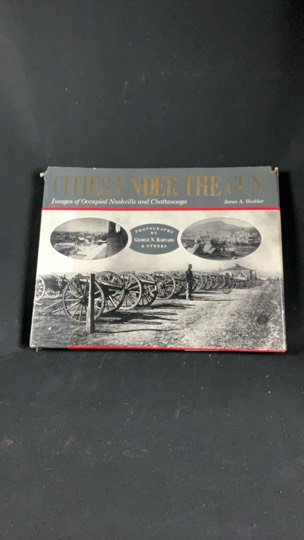 CITIES UNDER THE GUN
Images of Occupied Nashville and Chattanooga James A. Hoobler
PHOTOGRAPHS
BY
GEORGE N. BARNARD
& OTHERS